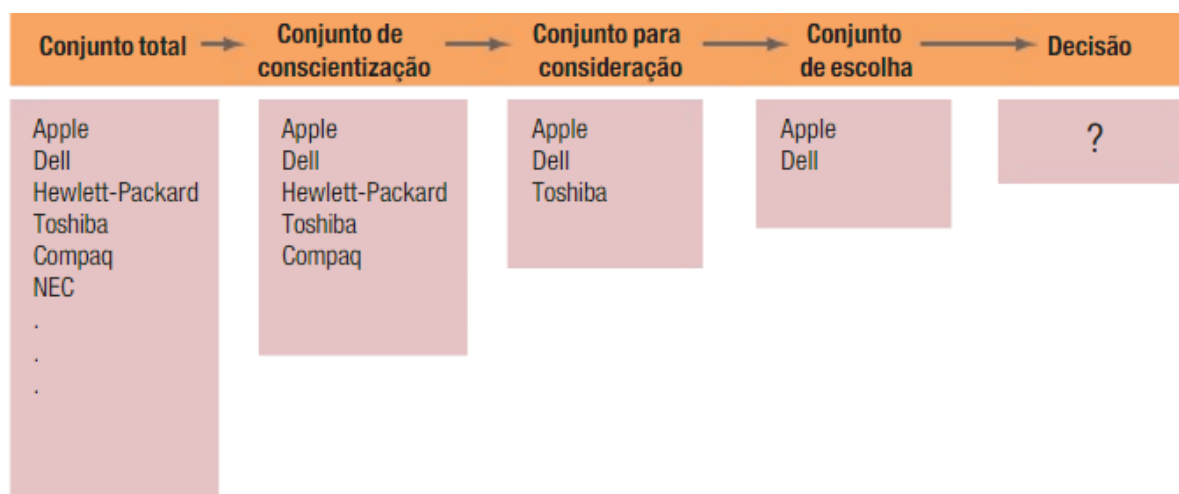 Conjunto total
Conjunto de
conscientização
Conjunto para
consideração
Conjunto
de escolha
Decisão
Apple
Dell
Hewlett-Packard
Toshiba
Compaq
NEC
.
.
.
Apple
Dell
Hewlett-Packard
Toshiba
Compaq
Apple
Dell
Toshiba
Apple
Dell
?